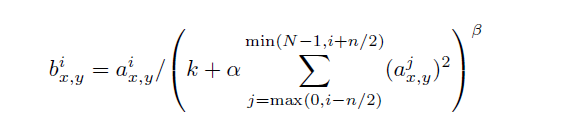 b^i_{x,y} = a^i_{x,y} / \left( k + \alpha \sum_{j=\max(0,i-n/2)}^{\min(N-1,i+n/2)} (a^j_{x,y})^2 \right)^\beta